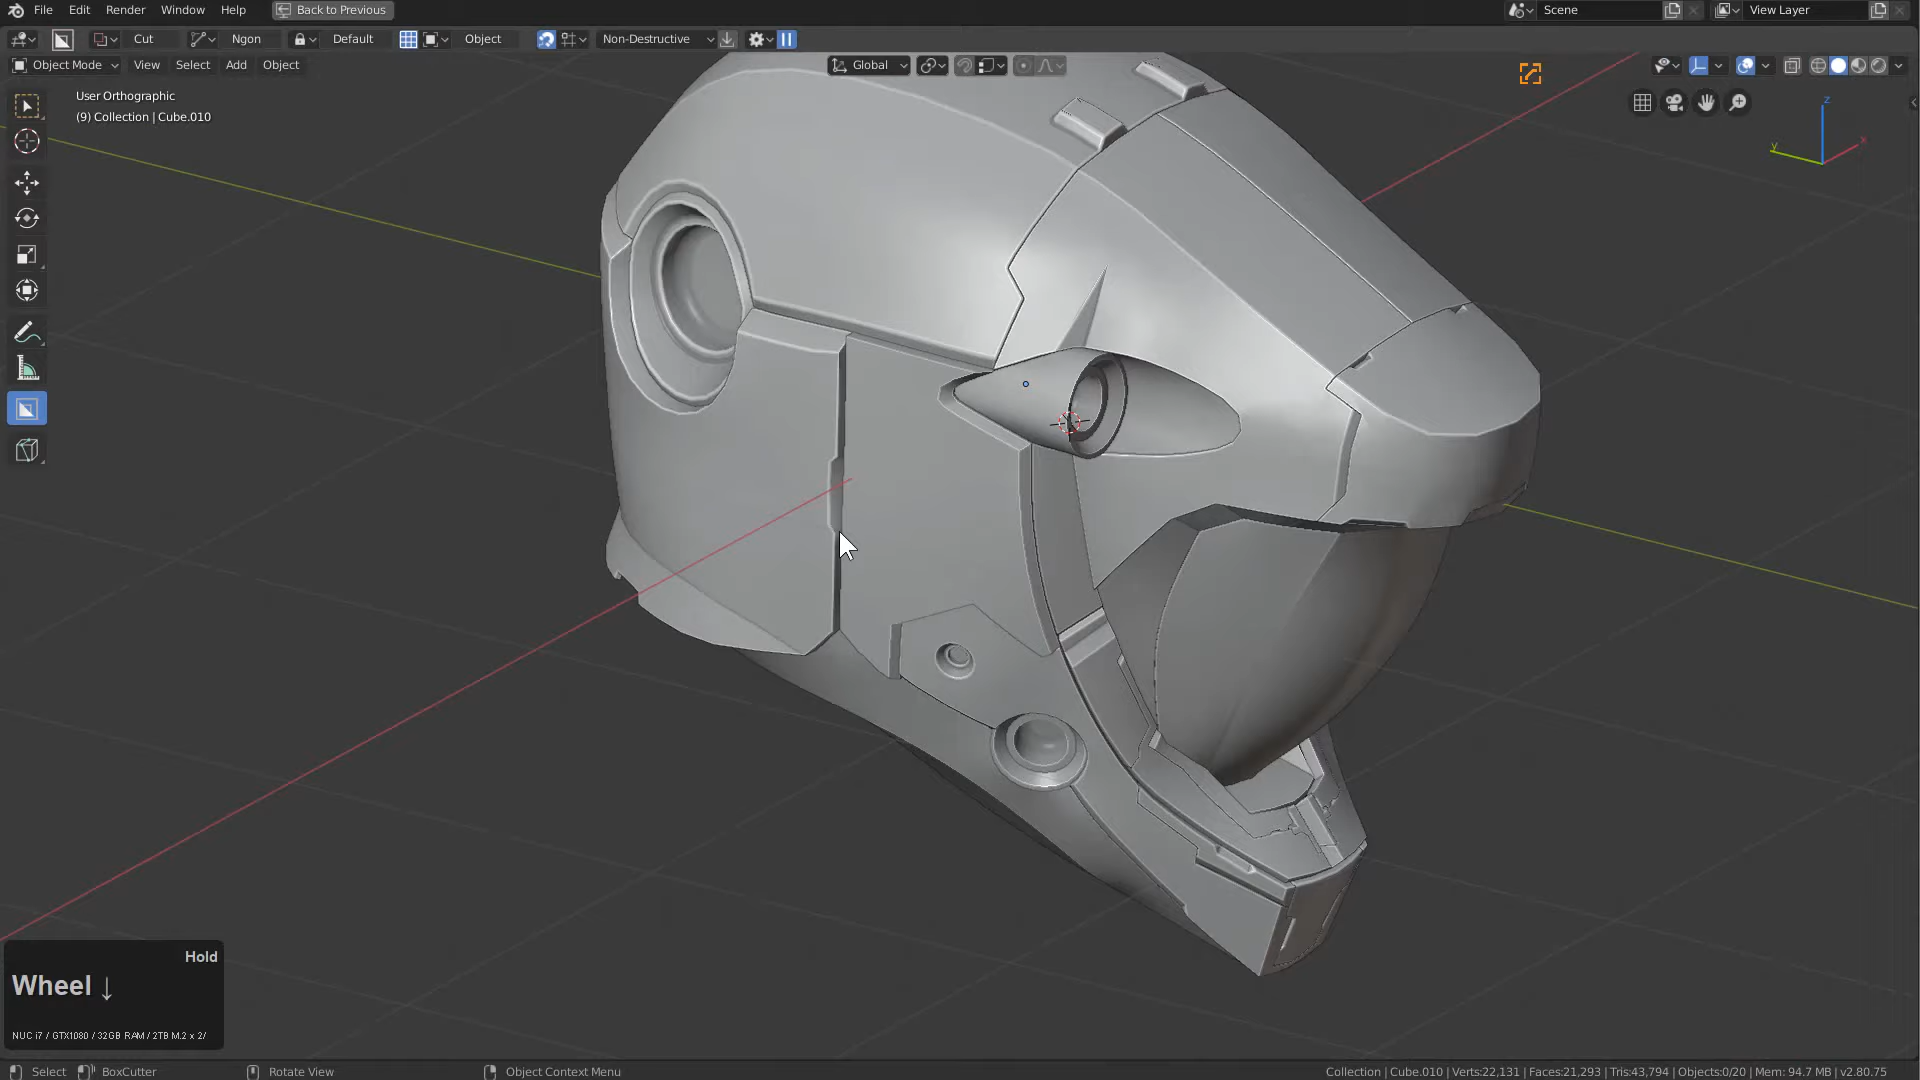 File Edit Render Window Help Back to Previous Scene View Layer
Cut Ngon Default Object Non-Destructive
Object Mode View Select Add Object Global
User Orthographic
(9) Collection | Cube.010
z
y x
Hold
Wheel ↓
NUC i7 / GTX1080 / 32GB RAM / 2TB M.2 x 2/
Select BoxCutter Rotate View Object Context Menu Collection | Cube.010 | Verts:22,131 | Faces:21,293 | Tris:43,794 | Objects:0/20 | Mem: 94.7 MB | v2.80.75